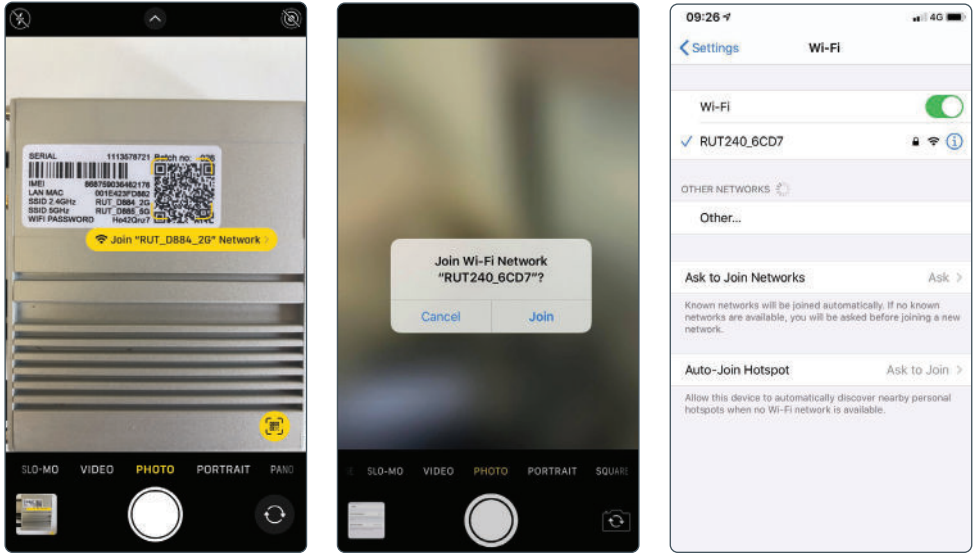 SERIAL 1113578721 Batch no: 026
IMEI 868759036462176
LAN MAC 001E423FD882
SSID 2.4GHz RUT_D884_2G
SSID 5GHz RUT_D885_5G
WIFI PASSWORD He42Qnz7
Join "RUT_D884_2G" Network >
SLO-MO VIDEO PHOTO PORTRAIT PANO
Join Wi-Fi Network
"RUT240_6CD7"?
Cancel Join
SLO-MO VIDEO PHOTO PORTRAIT SQUARE
09:26 4G
Settings Wi-Fi
Wi-Fi
RUT240_6CD7
OTHER NETWORKS
Other...
Ask to Join Networks Ask >
Known networks will be joined automatically. If no known
networks are available, you will be asked before joining a new
network.
Auto-Join Hotspot Ask to Join >
Allow this device to automatically discover nearby personal
hotspots when no Wi-Fi network is available.